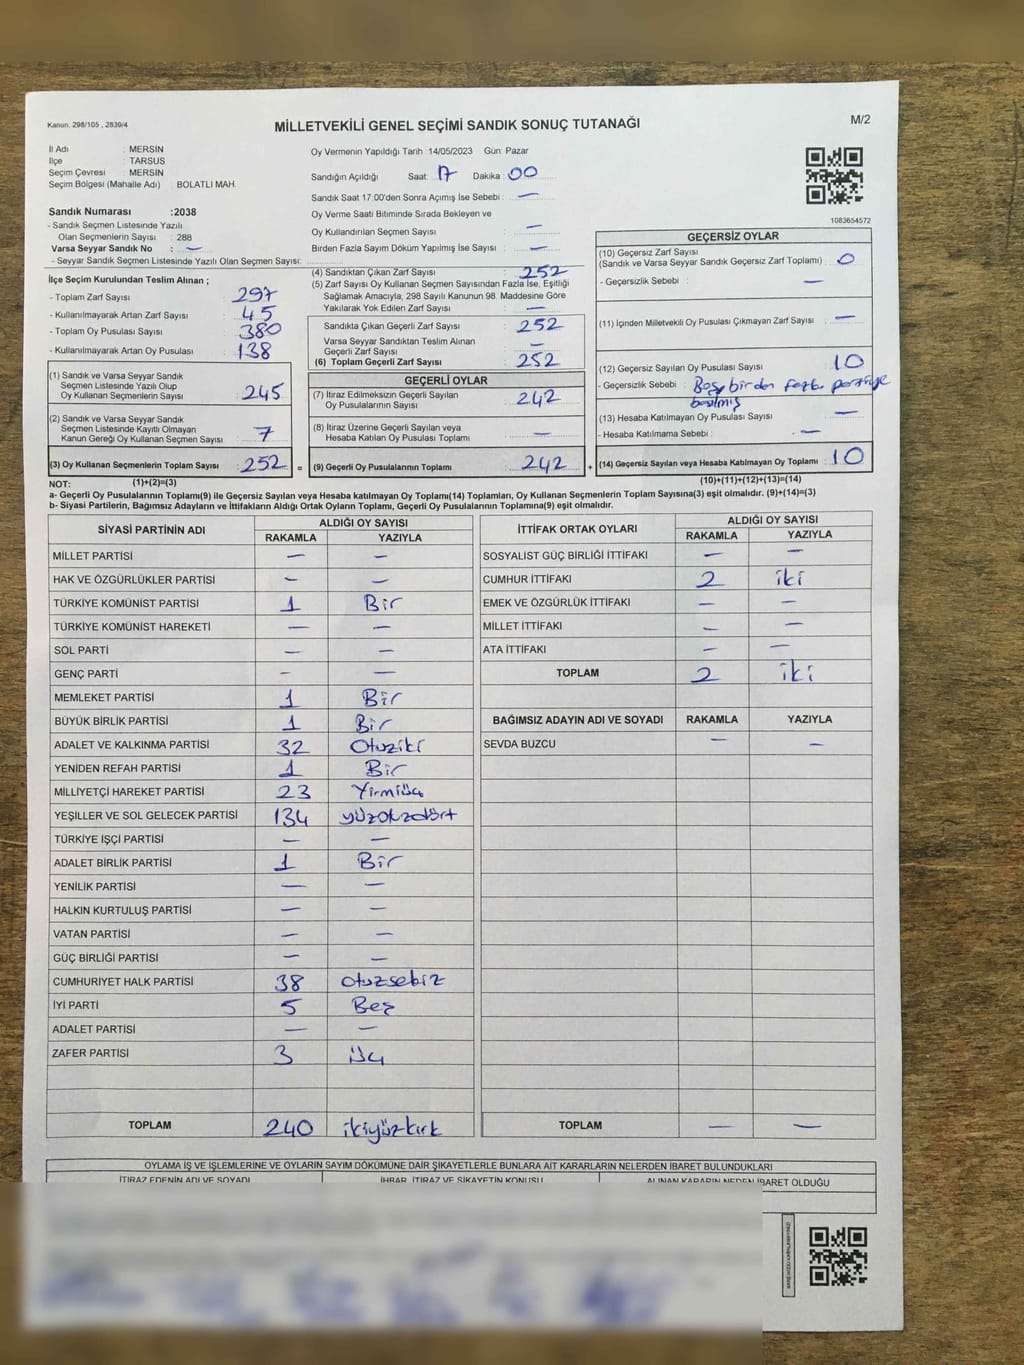 Kanun. 298/105 , 2839/4
MİLLETVEKİLİ GENEL SEÇİMİ SANDIK SONUÇ TUTANAĞI
M/2
İl Adı : MERSİN
İlçe : TARSUS
Seçim Çevresi : MERSİN
Seçim Bölgesi (Mahalle Adı) : BOLATLI MAH.
Oy Vermenin Yapıldığı Tarih 14/05/2023 Gün: Pazar
Sandığın Açıldığı Saat: 17 Dakika : 00
Sandık Saat 17:00'den Sonra Açımış İse Sebebi : —
Oy Verme Saati Bitiminde Sırada Bekleyen ve
Oy Kullandırılan Seçmen Sayısı : —
Birden Fazla Sayım Döküm Yapılmış İse Sayısı : —
1083654572
Sandık Numarası :2038
- Sandık Seçmen Listesinde Yazılı
Olan Seçmenlerin Sayısı : 288
Varsa Seyyar Sandık No : —
- Seyyar Sandık Seçmen Listesinde Yazılı Olan Seçmen Sayısı:
İlçe Seçim Kurulundan Teslim Alınan ;
- Toplam Zarf Sayısı : 297
- Kullanılmayarak Artan Zarf Sayısı : 45
- Toplam Oy Pusulası Sayısı : 380
- Kullanılmayarak Artan Oy Pusulası : 138
(1) Sandık ve Varsa Seyyar Sandık
Seçmen Listesinde Yazılı Olup
Oy Kullanan Seçmenlerin Sayısı : 245
(2) Sandık ve Varsa Seyyar Sandık
Seçmen Listesinde Kayıtlı Olmayan
Kanun Gereği Oy Kullanan Seçmen Sayısı : 7
(3) Oy Kullanan Seçmenlerin Toplam Sayısı : 252 =
(4) Sandıktan Çıkan Zarf Sayısı : 252
(5) Zarf Sayısı Oy Kullanan Seçmen Sayısından Fazla İse, Eşitliği
Sağlamak Amacıyla, 298 Sayılı Kanunun 98. Maddesine Göre
Yakılarak Yok Edilen Zarf Sayısı : —
Sandıkta Çıkan Geçerli Zarf Sayısı : 252
Varsa Seyyar Sandıktan Teslim Alınan
Geçerli Zarf Sayısı : —
(6) Toplam Geçerli Zarf Sayısı : 252
GEÇERLİ OYLAR
(7) İtiraz Edilmeksizin Geçerli Sayılan
Oy Pusulalarının Sayısı : 242
(8) İtiraz Üzerine Geçerli Sayılan veya
Hesaba Katılan Oy Pusulası Toplamı : —
(9) Geçerli Oy Pusulalarının Toplamı : 242 +
GEÇERSİZ OYLAR
(10) Geçersiz Zarf Sayısı
(Sandık ve Varsa Seyyar Sandık Geçersiz Zarf Toplamı) : 0
- Geçersizlik Sebebi : —
(11) İçinden Milletvekili Oy Pusulası Çıkmayan Zarf Sayısı : —
(12) Geçersiz Sayılan Oy Pusulası Sayısı : 10
- Geçersizlik Sebebi : Boş, birden fazla partiye
basılmış
(13) Hesaba Katılmayan Oy Pusulası Sayısı : —
- Hesaba Katılmama Sebebi : —
(14) Geçersiz Sayılan veya Hesaba Katılmayan Oy Toplamı : 10
NOT: (1)+(2)=(3) (10)+(11)+(12)+(13)=(14)
a- Geçerli Oy Pusulalarının Toplamı(9) ile Geçersiz Sayılan veya Hesaba katılmayan Oy Toplamı(14) Toplamları, Oy Kullanan Seçmenlerin Toplam Sayısına(3) eşit olmalıdır. (9)+(14)=(3)
b- Siyasi Partilerin, Bağımsız Adayların ve İttifakların Aldığı Ortak Oyların Toplamı, Geçerli Oy Pusulalarının Toplamına(9) eşit olmalıdır.
SİYASİ PARTİNİN ADI ALDIĞI OY SAYISI
RAKAMLA YAZIYLA
MİLLET PARTİSİ — —
HAK VE ÖZGÜRLÜKLER PARTİSİ — —
TÜRKİYE KOMÜNİST PARTİSİ 1 Bir
TÜRKİYE KOMÜNİST HAREKETİ — —
SOL PARTİ — —
GENÇ PARTİ — —
MEMLEKET PARTİSİ 1 Bir
BÜYÜK BİRLİK PARTİSİ 1 Bir
ADALET VE KALKINMA PARTİSİ 32 Otuziki
YENİDEN REFAH PARTİSİ 1 Bir
MİLLİYETÇİ HAREKET PARTİSİ 23 Yirmiüç
YEŞİLLER VE SOL GELECEK PARTİSİ 134 yüzotuzdört
TÜRKİYE İŞÇİ PARTİSİ — —
ADALET BİRLİK PARTİSİ 1 Bir
YENİLİK PARTİSİ — —
HALKIN KURTULUŞ PARTİSİ — —
VATAN PARTİSİ — —
GÜÇ BİRLİĞİ PARTİSİ — —
CUMHURİYET HALK PARTİSİ 38 otuzsekiz
İYİ PARTİ 5 Beş
ADALET PARTİSİ — —
ZAFER PARTİSİ 3 üç
TOPLAM 240 ikiyüzkırk
İTTİFAK ORTAK OYLARI ALDIĞI OY SAYISI
RAKAMLA YAZIYLA
SOSYALİST GÜÇ BİRLİĞİ İTTİFAKI — —
CUMHUR İTTİFAKI 2 iki
EMEK VE ÖZGÜRLÜK İTTİFAKI — —
MİLLET İTTİFAKI — —
ATA İTTİFAKI — —
TOPLAM 2 iki
BAĞIMSIZ ADAYIN ADI VE SOYADI RAKAMLA YAZIYLA
SEVDA BUZCU — —
TOPLAM — —
OYLAMA İŞ VE İŞLEMLERİNE VE OYLARIN SAYIM DÖKÜMÜNE DAİR ŞİKAYETLERLE BUNLARA AİT KARARLARIN NELERDEN İBARET BULUNDUKLARI
İTİRAZ EDENİN ADI VE SOYADI İHBAR, İTİRAZ VE ŞİKAYETİN KONUSU ALINAN KARARIN NEDEN İBARET OLDUĞU